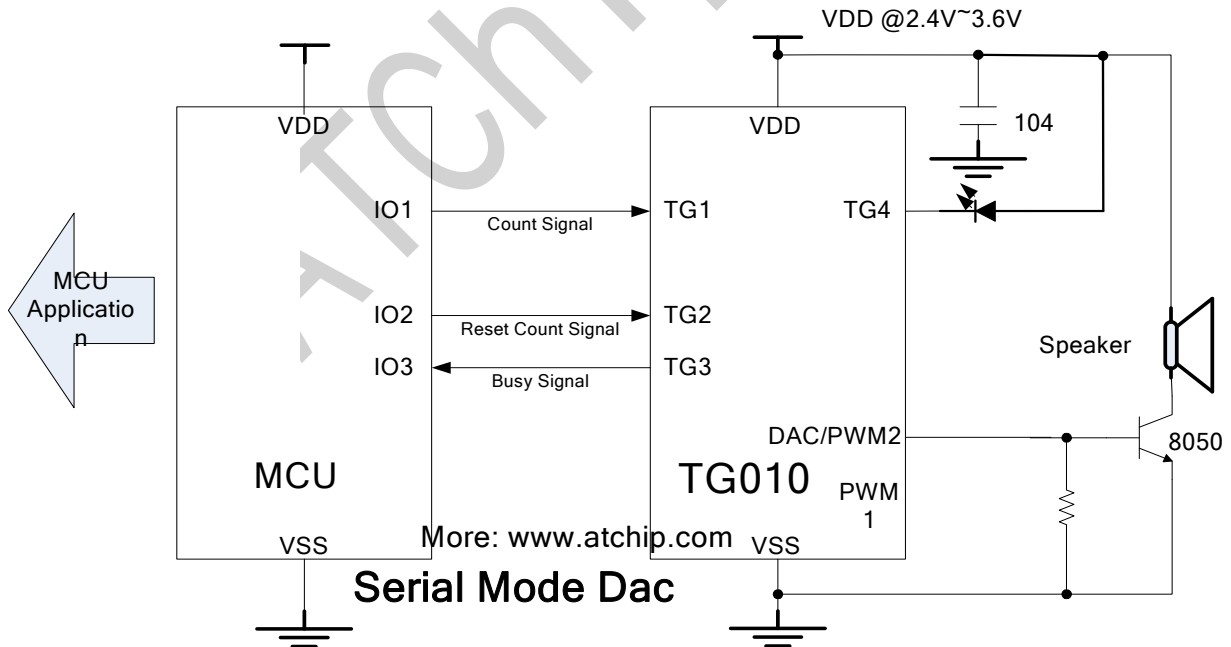 VDD @2.4V~3.6V
VDD
VDD
104
IO1
Count Signal
TG1
TG4
MCU
Applicatio
n
IO2
Reset Count Signal
TG2
IO3
Busy Signal
TG3
Speaker
DAC/PWM2
8050
MCU
TG010
PWM
1
More: www.atchip.com
VSS
VSS
Serial Mode Dac
ATCh